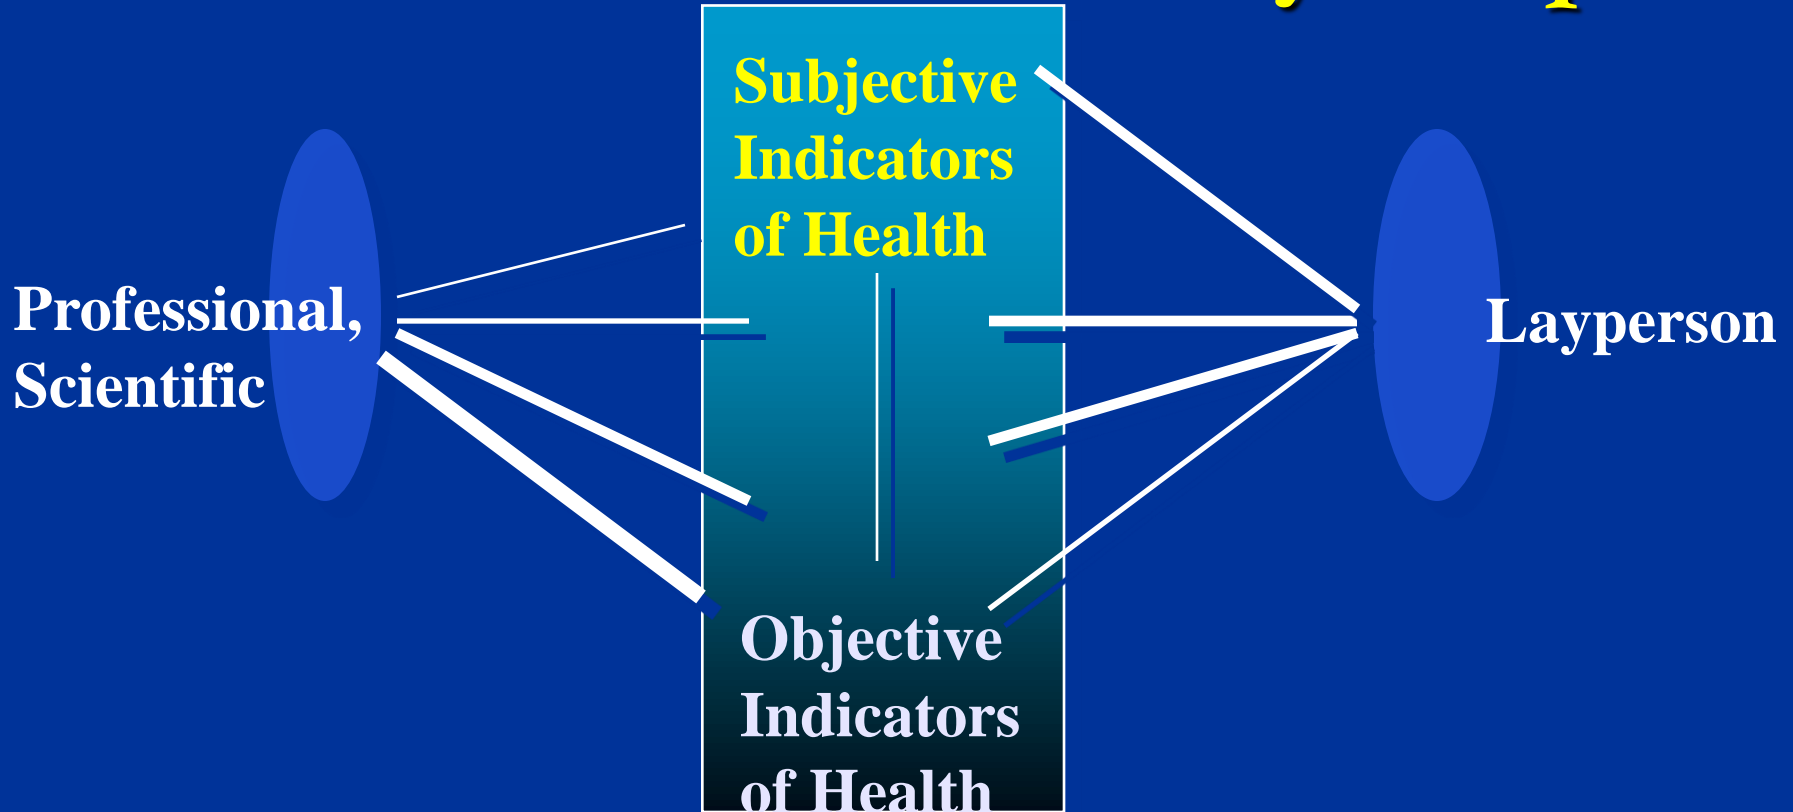 Subjective
Indicators
of Health
Professional,
Scientific
Layperson
Objective
Indicators
of Health